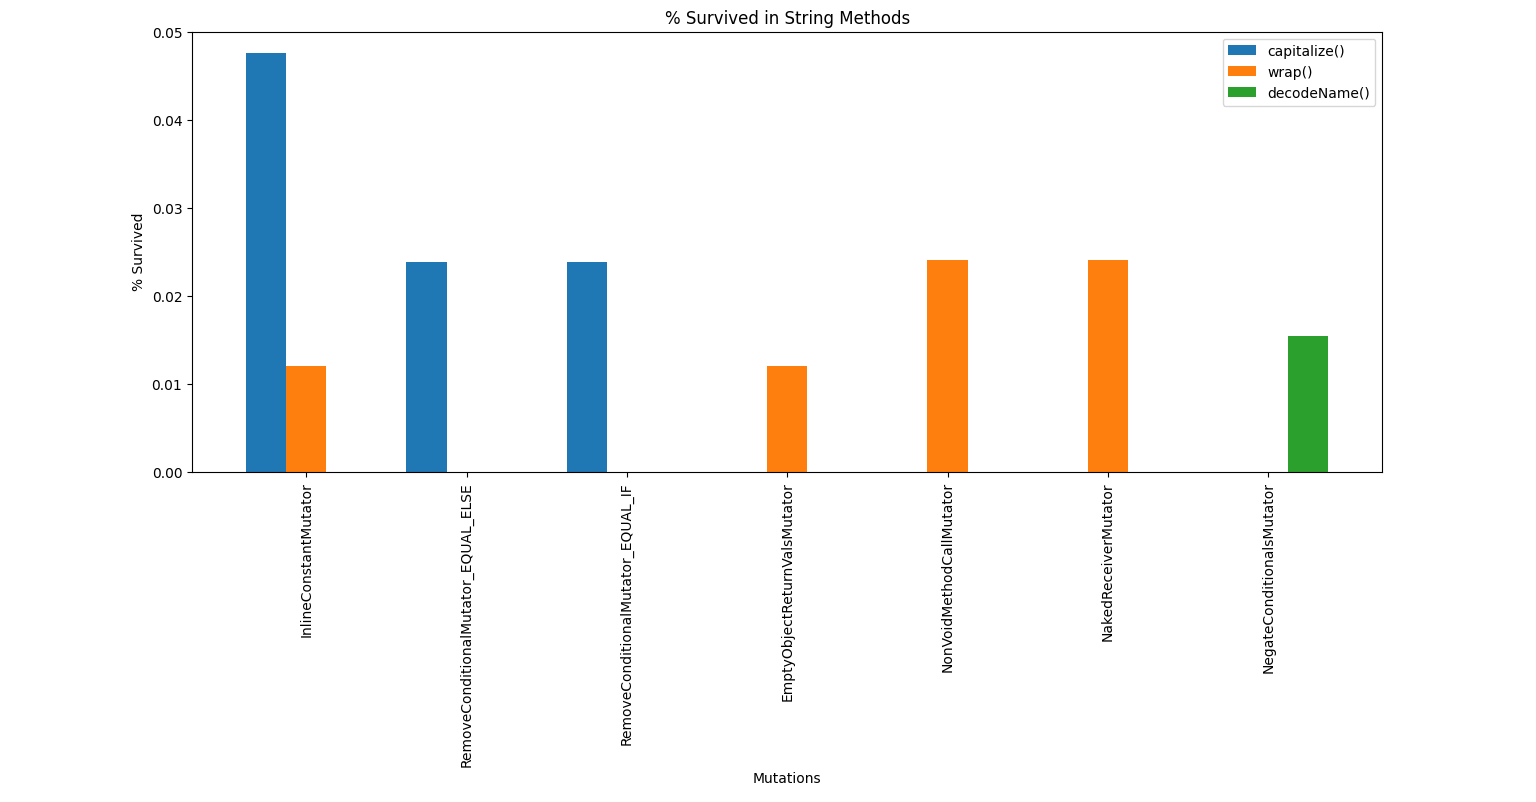 % Survived in String Methods
capitalize()
wrap()
decodeName()
% Survived
0.05
0.04
0.03
0.02
0.01
0.00
InlineConstantMutator
RemoveConditionalMutator_EQUAL_ELSE
RemoveConditionalMutator_EQUAL_IF
EmptyObjectReturnValsMutator
NonVoidMethodCallMutator
NakedReceiverMutator
NegateConditionalsMutator
Mutations